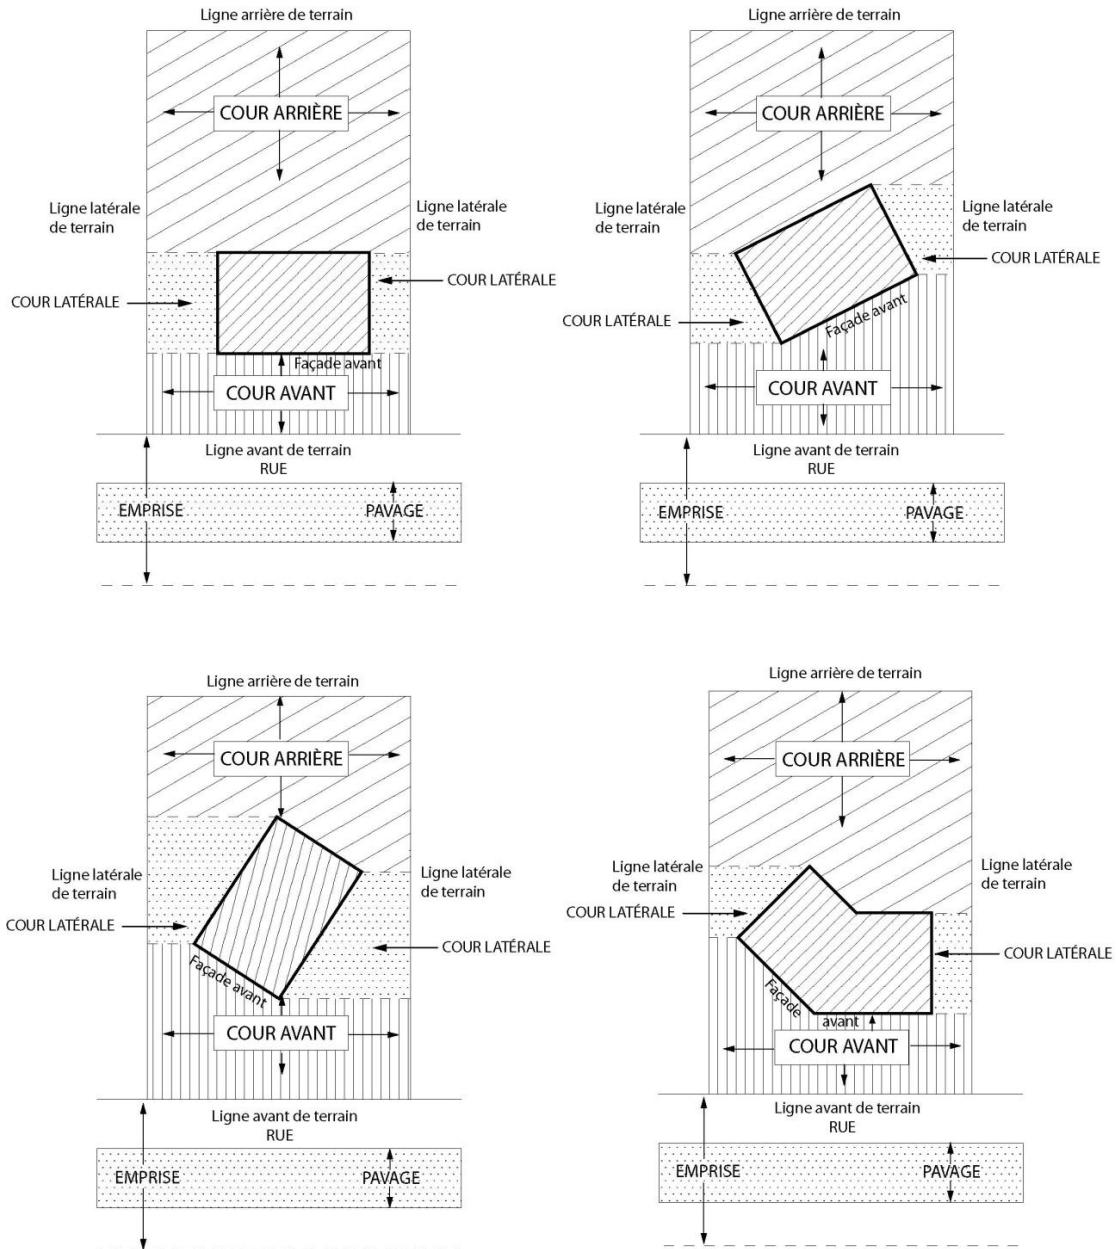 Ligne arrière de terrain
COUR ARRIÈRE
Ligne latérale
de terrain
Ligne latérale
de terrain
COUR LATÉRALE
COUR LATÉRALE
Façade avant
COUR AVANT
Ligne avant de terrain
RUE
EMPRISE
PAVAGE
Ligne arrière de terrain
COUR ARRIÈRE
Ligne latérale
de terrain
Ligne latérale
de terrain
COUR LATÉRALE
COUR LATÉRALE
Façade avant
COUR AVANT
Ligne avant de terrain
RUE
EMPRISE
PAVAGE
Ligne arrière de terrain
COUR ARRIÈRE
Ligne latérale
de terrain
Ligne latérale
de terrain
COUR LATÉRALE
COUR LATÉRALE
Façade avant
COUR AVANT
Ligne avant de terrain
RUE
EMPRISE
PAVAGE
Ligne arrière de terrain
COUR ARRIÈRE
Ligne latérale
de terrain
Ligne latérale
de terrain
COUR LATÉRALE
COUR LATÉRALE
Façade
avant
COUR AVANT
Ligne avant de terrain
RUE
EMPRISE
PAVAGE